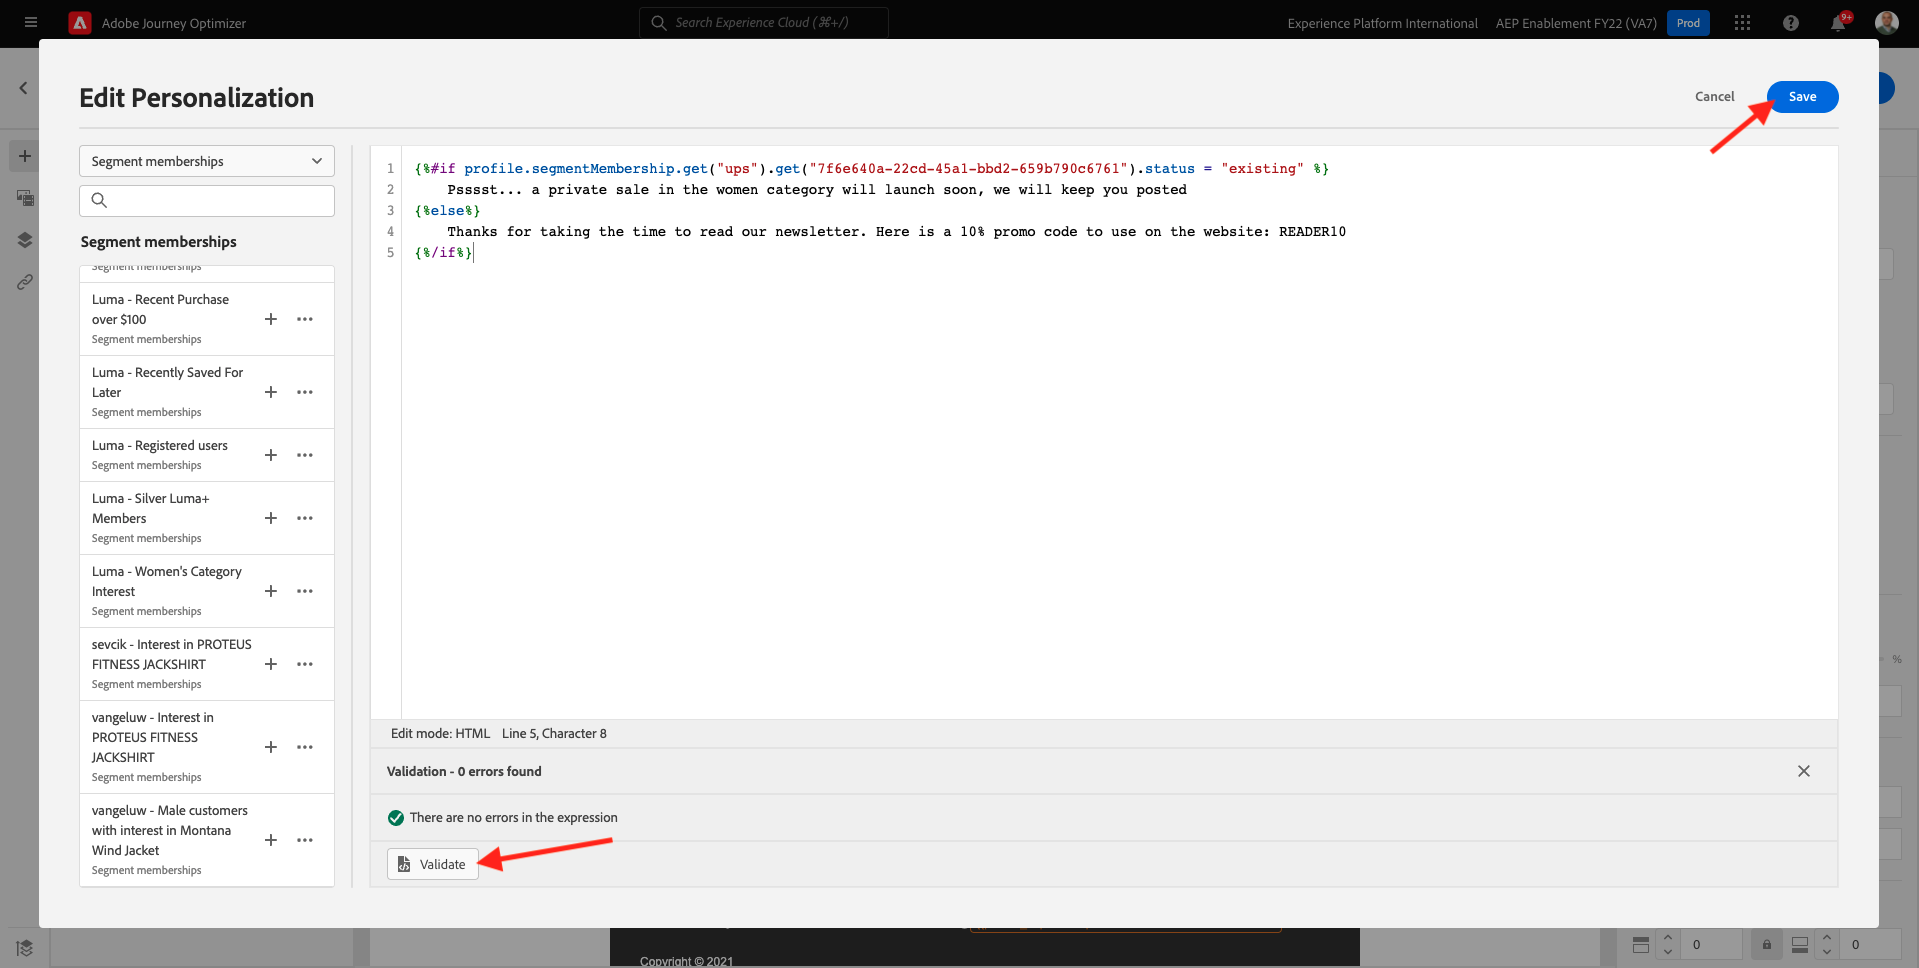 Adobe Journey Optimizer
Search Experience Cloud (⌘+/)
Experience Platform International
AEP Enablement FY22 (VA7)
Prod
9+
Edit Personalization
Cancel
Save
Segment memberships
Segment memberships
Segment memberships
Luma - Recent Purchase
over $100
Segment memberships
Luma - Recently Saved For
Later
Segment memberships
Luma - Registered users
Segment memberships
Luma - Silver Luma+
Members
Segment memberships
Luma - Women's Category
Interest
Segment memberships
sevcik - Interest in PROTEUS
FITNESS JACKSHIRT
Segment memberships
vangeluw - Interest in
PROTEUS FITNESS
JACKSHIRT
Segment memberships
vangeluw - Male customers
with interest in Montana
Wind Jacket
Segment memberships
1 {%#if profile.segmentMembership.get("ups").get("7f6e640a-22cd-45a1-bbd2-659b790c6761").status = "existing" %}
2 Psssst... a private sale in the women category will launch soon, we will keep you posted
3 {%else%}
4 Thanks for taking the time to read our newsletter. Here is a 10% promo code to use on the website: READER10
5 {%/if%}
Edit mode: HTML Line 5, Character 8
Validation - 0 errors found
There are no errors in the expression
Validate
%
Copyright © 2021
0
0